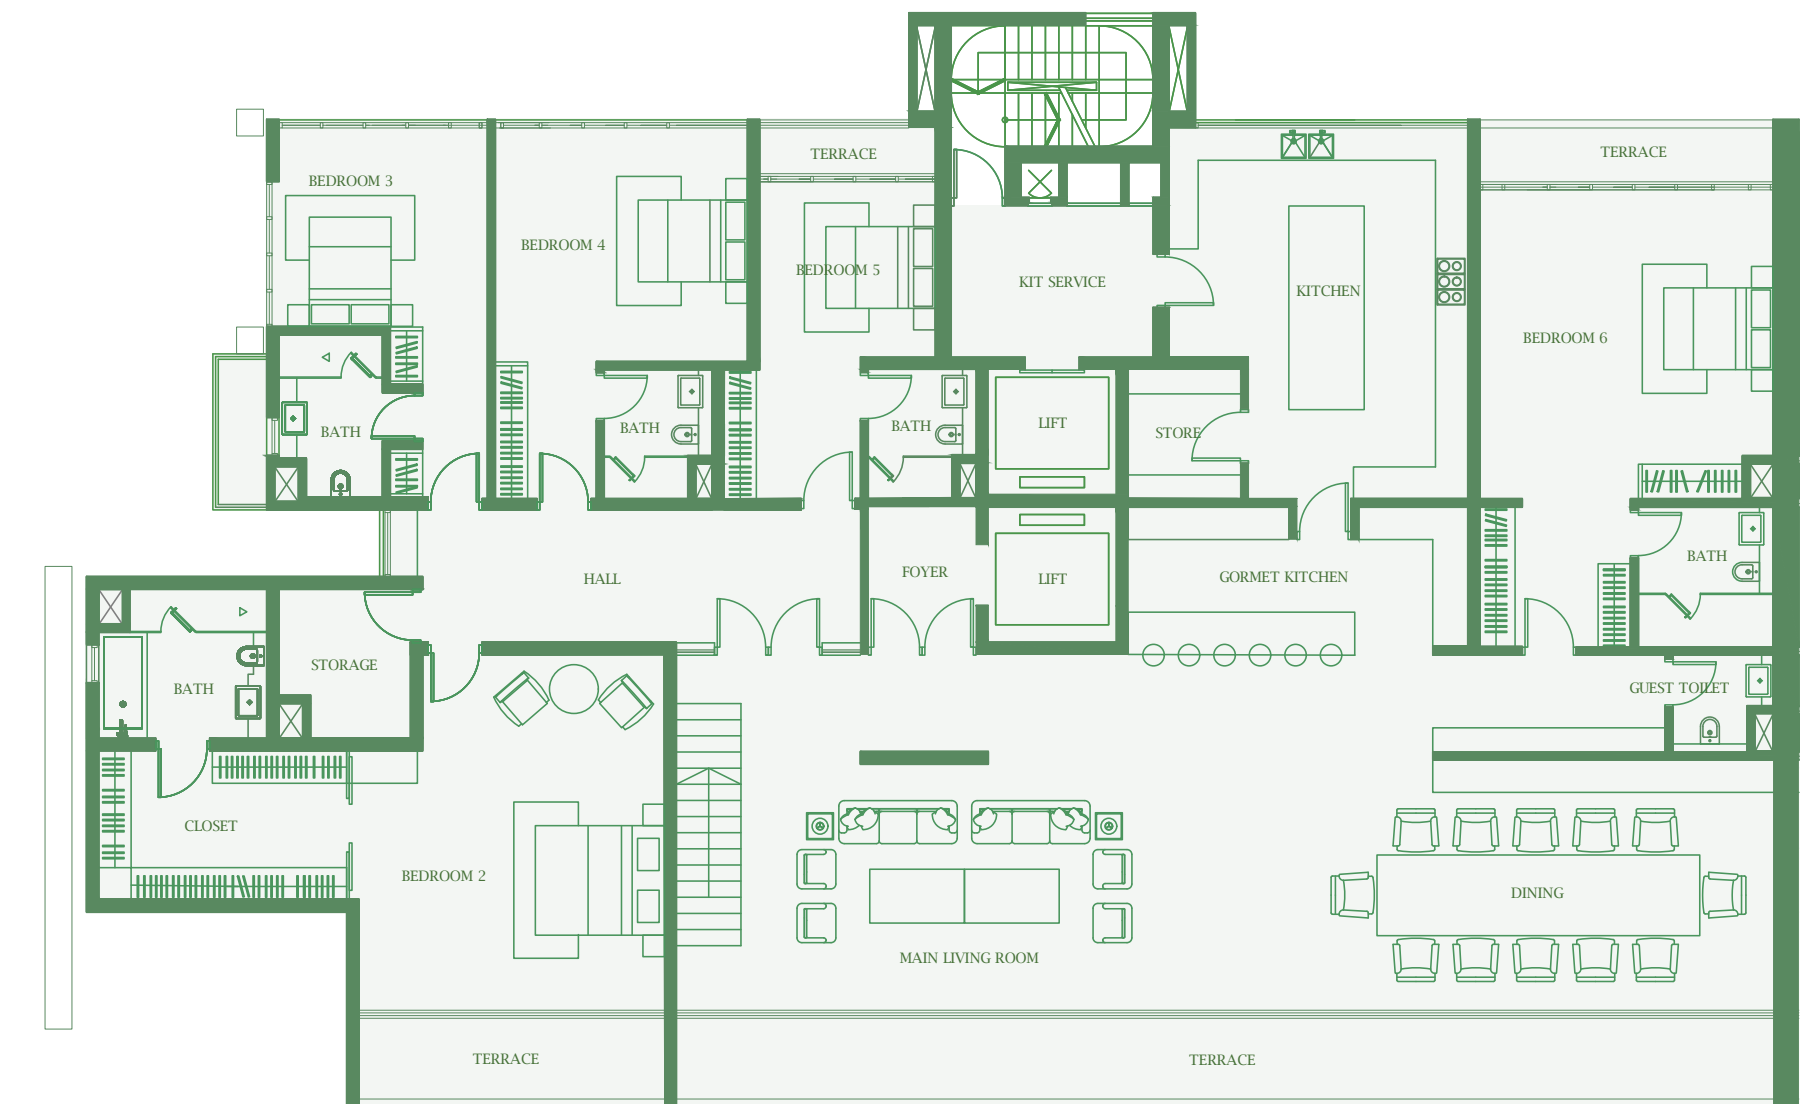 TERRACE
TERRACE
BEDROOM 3
BEDROOM 4
BEDROOM 5
KIT SERVICE
KITCHEN
BEDROOM 6
BATH
BATH
BATH
LIFT
STORE
HALL
FOYER
LIFT
GORMET KITCHEN
BATH
STORAGE
BATH
GUEST TOILET
CLOSET
BEDROOM 2
DINING
MAIN LIVING ROOM
TERRACE
TERRACE